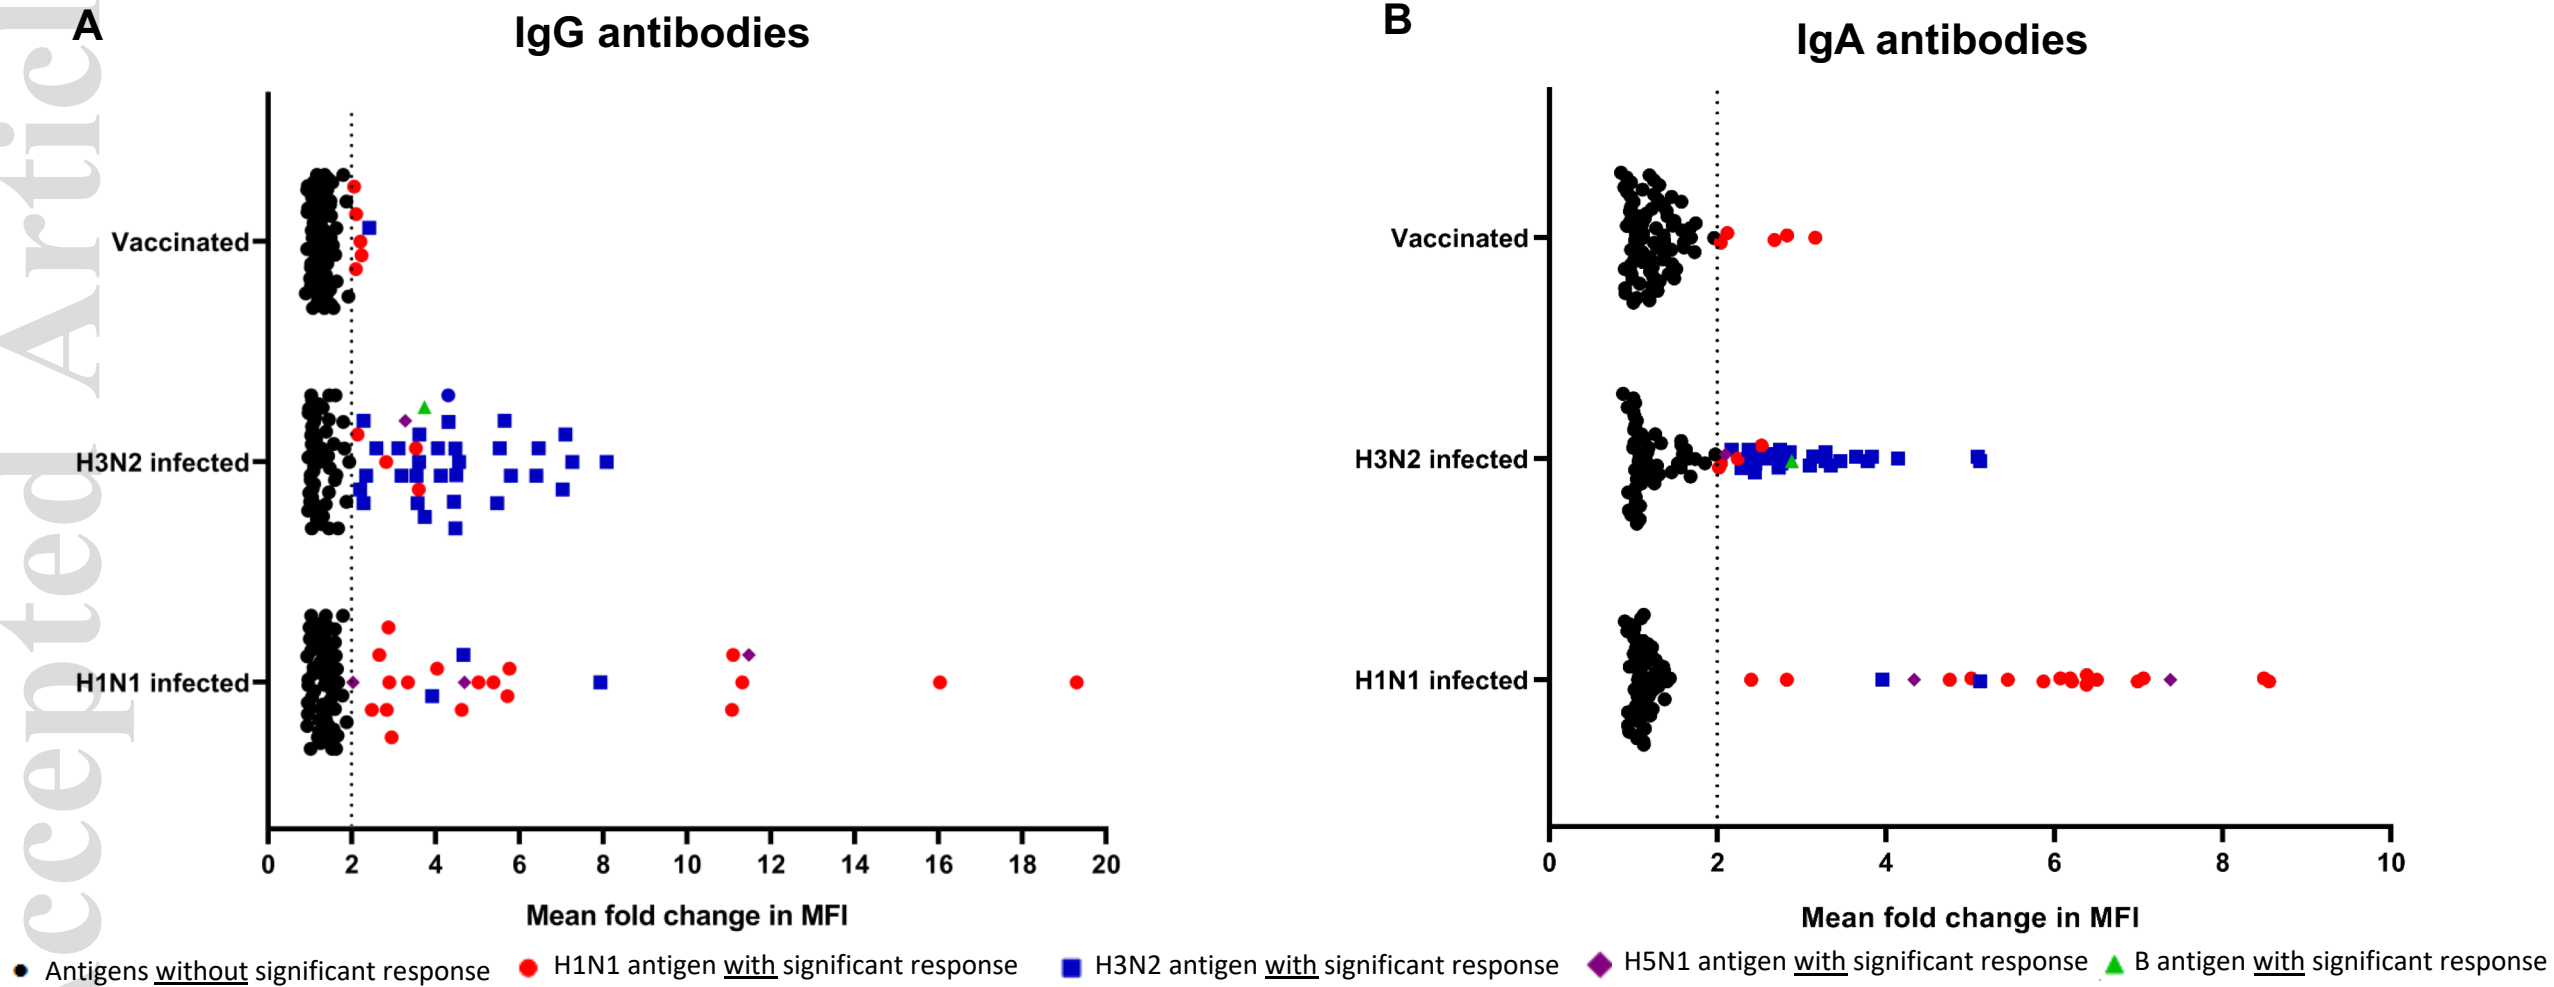 Accepted Articl
A
IgG antibodies
Vaccinated
H3N2 infected
H1N1 infected
0 2 4 6 8 10 12 14 16 18 20
Mean fold change in MFI
B
IgA antibodies
Vaccinated
H3N2 infected
H1N1 infected
0 2 4 6 8 10
Mean fold change in MFI
Antigens without significant response
H1N1 antigen with significant response
H3N2 antigen with significant response
H5N1 antigen with significant response
B antigen with significant response